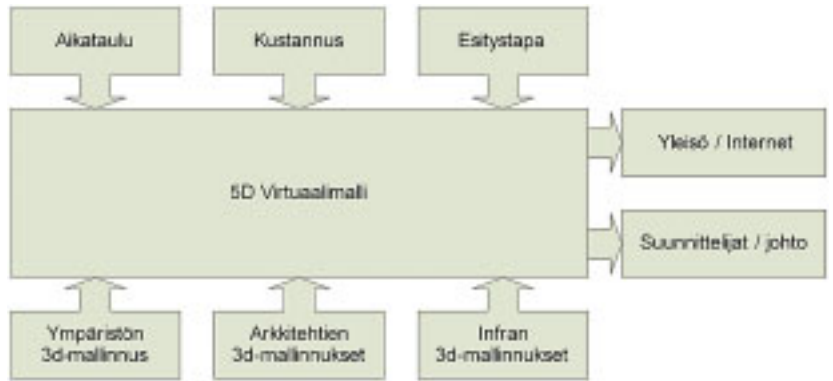 Aikataulu
Kustannus
Esitystapa
Yleisö / Internet
5D Virtuaalimalli
Suunnittelijat / johto
Ympäristön
3d-mallinnus
Arkkitehtien
3d-mallinnukset
Infran
3d-mallinnukset